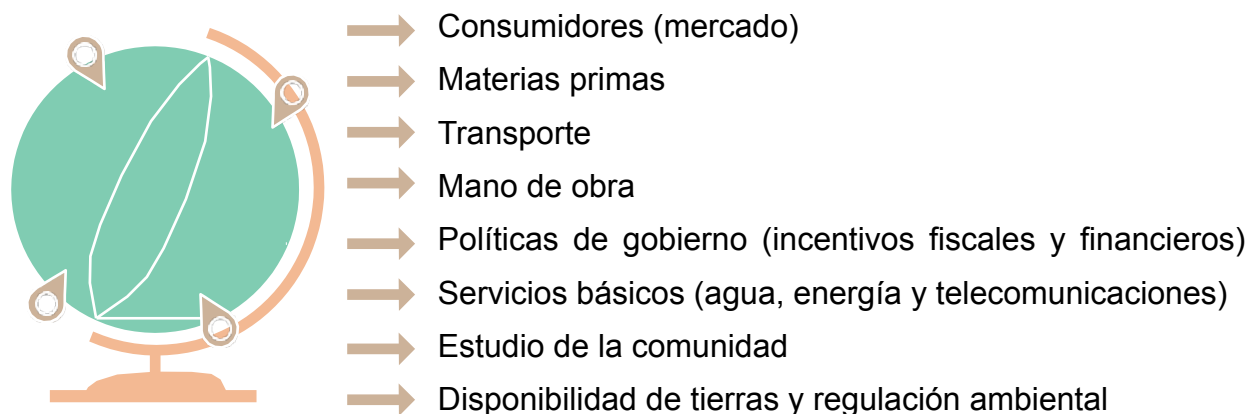 Consumidores (mercado)
Materias primas
Transporte
Mano de obra
Políticas de gobierno (incentivos fiscales y financieros)
Servicios básicos (agua, energía y telecomunicaciones)
Estudio de la comunidad
Disponibilidad de tierras y regulación ambiental